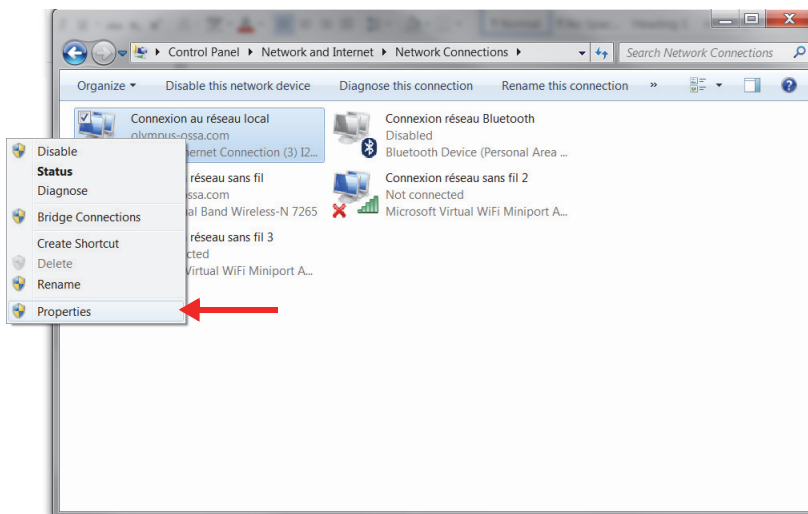 Control Panel Network and Internet Network Connections
Search Network Connections
Organize Disable this network device Diagnose this connection Rename this connection »
Connexion au réseau local
olympus-ossa.com
ernet Connection (3) I2...
Connexion réseau Bluetooth
Disabled
Bluetooth Device (Personal Area ...
réseau sans fil
ssa.com
al Band Wireless-N 7265
Connexion réseau sans fil 2
Not connected
Microsoft Virtual WiFi Miniport A...
réseau sans fil 3
cted
Virtual WiFi Miniport A...
Disable
Status
Diagnose
Bridge Connections
Create Shortcut
Delete
Rename
Properties